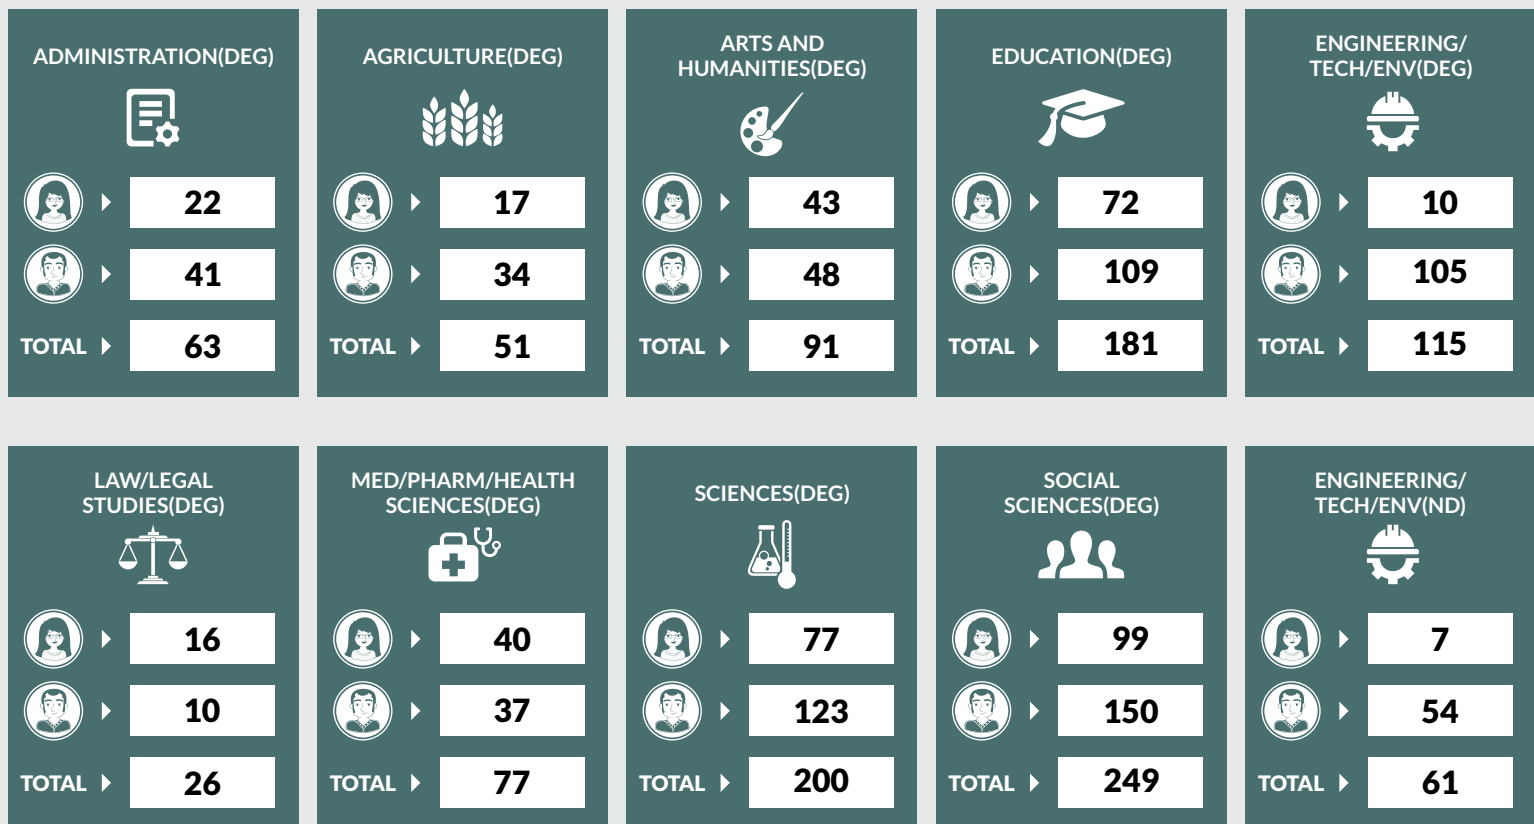 ADMINISTRATION(DEG)
22
41
TOTAL 63
AGRICULTURE(DEG)
17
34
TOTAL 51
ARTS AND
HUMANITIES(DEG)
43
48
TOTAL 91
EDUCATION(DEG)
72
109
TOTAL 181
ENGINEERING/
TECH/ENV(DEG)
10
105
TOTAL 115
LAW/LEGAL
STUDIES(DEG)
16
10
TOTAL 26
MED/PHARM/HEALTH
SCIENCES(DEG)
40
37
TOTAL 77
SCIENCES(DEG)
77
123
TOTAL 200
SOCIAL
SCIENCES(DEG)
99
150
TOTAL 249
ENGINEERING/
TECH/ENV(ND)
7
54
TOTAL 61